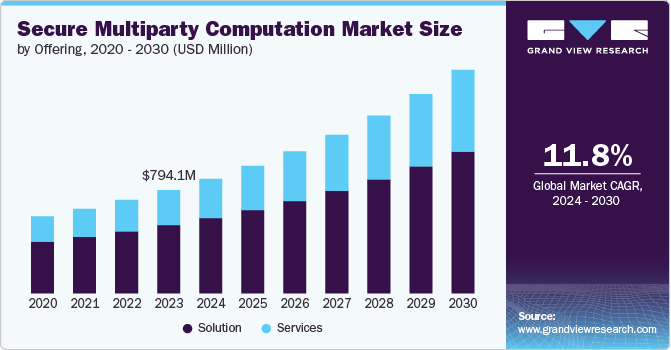 Secure Multiparty Computation Market Size
by Offering, 2020 - 2030 (USD Million)
$794.1M
2020 2021 2022 2023 2024 2025 2026 2027 2028 2029 2030
Solution Services
GRAND VIEW RESEARCH
11.8%
Global Market CAGR,
2024 - 2030
Source:
www.grandviewresearch.com